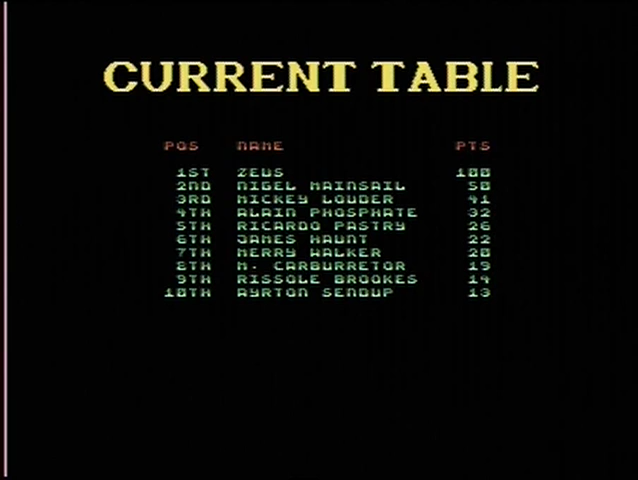 CURRENT TABLE
POS NAME PTS
1ST ZEUS 100
2ND NIGEL MAINSAIL 50
3RD MICKEY LOUDER 41
4TH ALAIN PHOSPHATE 32
5TH RICARDO PASTRY 26
6TH JAMES HAUNT 22
7TH MERRY WALKER 20
8TH M. CARBURRETOR 19
9TH RISSOLE BROOKES 14
10TH AYRTON SENDUP 13